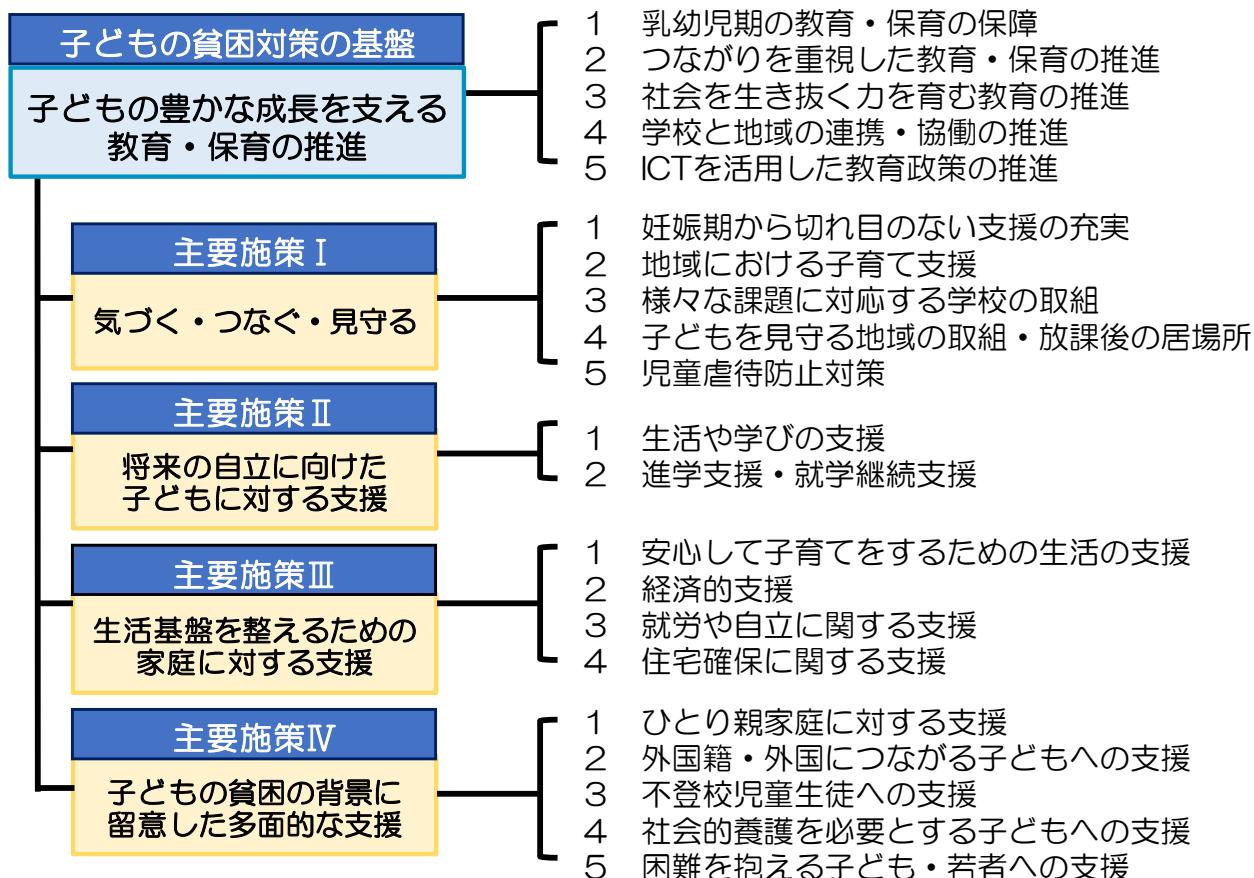 子どもの貧困対策の基盤
子どもの豊かな成長を支える
教育・保育の推進
1 乳幼児期の教育・保育の保障
2 つながりを重視した教育・保育の推進
3 社会を生き抜く力を育む教育の推進
4 学校と地域の連携・協働の推進
5 ICTを活用した教育政策の推進
主要施策Ⅰ
気づく・つなぐ・見守る
1 妊娠期から切れ目のない支援の充実
2 地域における子育て支援
3 様々な課題に対応する学校の取組
4 子どもを見守る地域の取組・放課後の居場所
5 児童虐待防止対策
主要施策Ⅱ
将来の自立に向けた
子どもに対する支援
1 生活や学びの支援
2 進学支援・就学継続支援
主要施策Ⅲ
生活基盤を整えるための
家庭に対する支援
1 安心して子育てをするための生活の支援
2 経済的支援
3 就労や自立に関する支援
4 住宅確保に関する支援
主要施策Ⅳ
子どもの貧困の背景に
留意した多面的な支援
1 ひとり親家庭に対する支援
2 外国籍・外国につながる子どもへの支援
3 不登校児童生徒への支援
4 社会的養護を必要とする子どもへの支援
5 困難を抱える子ども・若者への支援